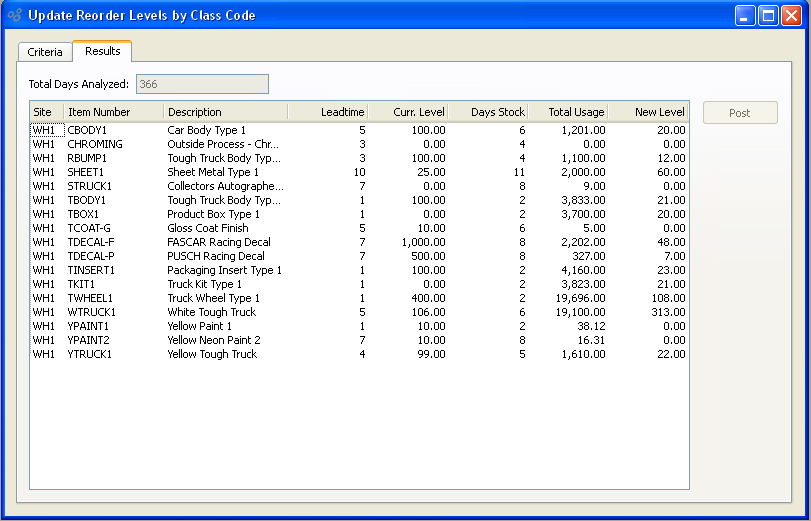 Update Reorder Levels by Class Code
Criteria Results
Total Days Analyzed: 366
Site Item Number Description Leadtime Curr. Level Days Stock Total Usage New Level Post
WH1 CBODY1 Car Body Type 1 5 100.00 6 1,201.00 20.00
WH1 CHROMING Outside Process - Chr... 3 0.00 4 0.00 0.00
WH1 RBUMP1 Tough Truck Body Typ... 3 100.00 4 1,100.00 12.00
WH1 SHEET1 Sheet Metal Type 1 10 25.00 11 2,000.00 60.00
WH1 STRUCK1 Collectors Autographe... 7 0.00 8 9.00 0.00
WH1 TBODY1 Tough Truck Body Typ... 1 100.00 2 3,833.00 21.00
WH1 TBOX1 Product Box Type 1 1 0.00 2 3,700.00 20.00
WH1 TCOAT-G Gloss Coat Finish 5 10.00 6 5.00 0.00
WH1 TDECAL-F FASCAR Racing Decal 7 1,000.00 8 2,202.00 48.00
WH1 TDECAL-P PUSCH Racing Decal 7 500.00 8 327.00 7.00
WH1 TINSERT1 Packaging Insert Type 1 1 100.00 2 4,160.00 23.00
WH1 TKIT1 Truck Kit Type 1 1 0.00 2 3,823.00 21.00
WH1 TWHEEL1 Truck Wheel Type 1 1 400.00 2 19,696.00 108.00
WH1 WTRUCK1 White Tough Truck 5 106.00 6 19,100.00 313.00
WH1 YPAINT1 Yellow Paint 1 1 10.00 2 38.12 0.00
WH1 YPAINT2 Yellow Neon Paint 2 7 10.00 8 16.31 0.00
WH1 YTRUCK1 Yellow Tough Truck 4 99.00 5 1,610.00 22.00